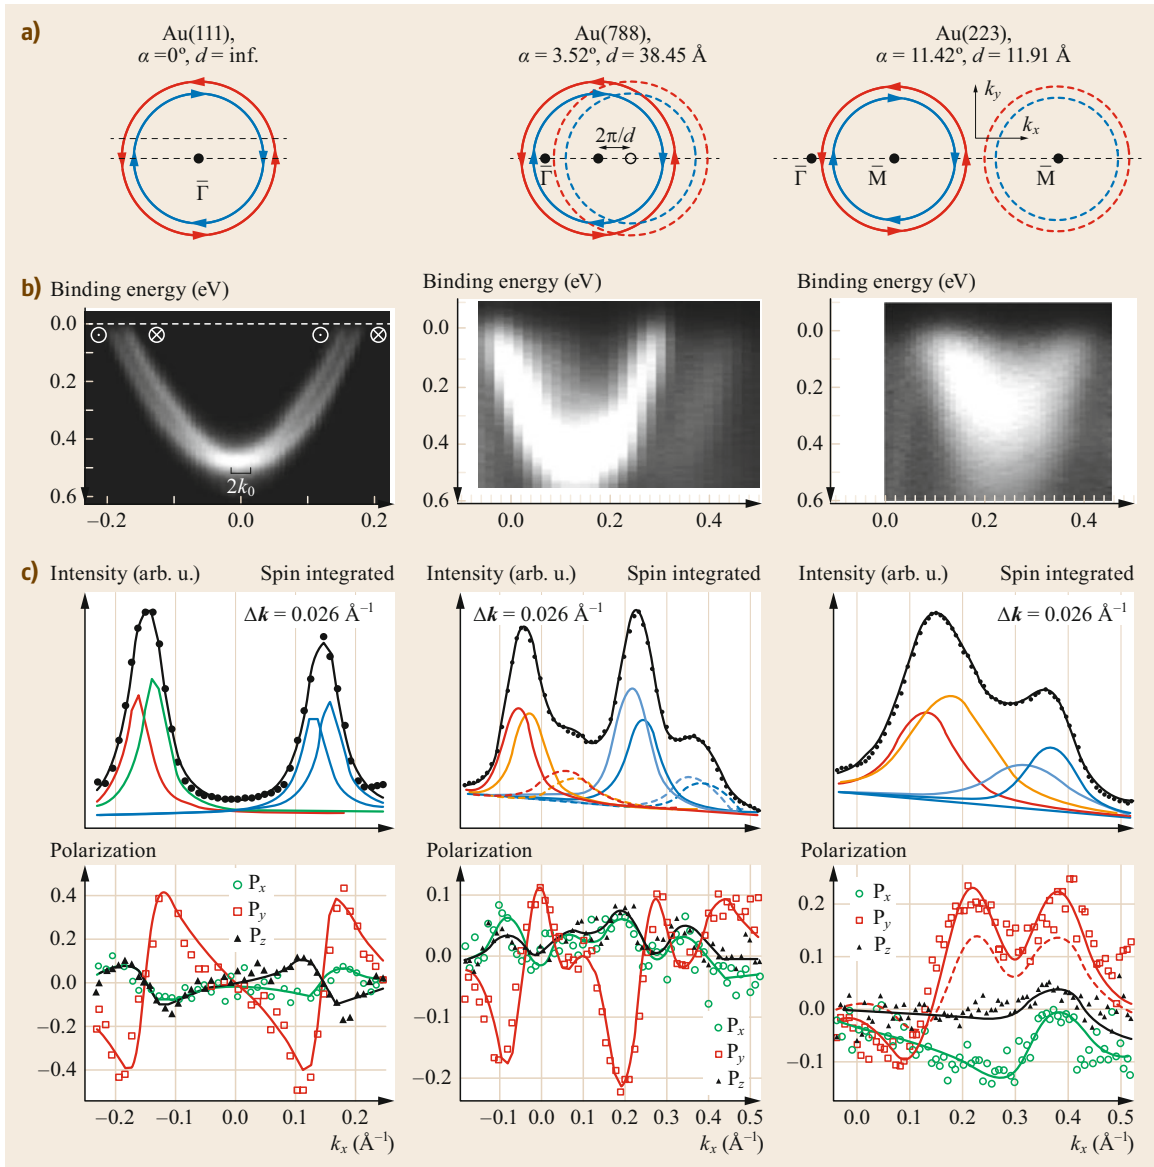 a)
Au(111),
α =0°, d = inf.
Γ̄
Au(788),
α = 3.52°, d = 38.45 Å
2π/d
Γ̄
Au(223),
α = 11.42°, d = 11.91 Å
k_y
k_x
Γ̄ M̄ M̄
b)
Binding energy (eV)
0.0
0.2
0.4
0.6
2k_0
−0.2 0.0 0.2
Binding energy (eV)
0.0
0.2
0.4
0.6
0.0 0.2 0.4
Binding energy (eV)
0.0
0.2
0.4
0.6
0.0 0.2 0.4
c)
Intensity (arb. u.) Spin integrated
Δk = 0.026 Å⁻¹
Intensity (arb. u.) Spin integrated
Δk = 0.026 Å⁻¹
Intensity (arb. u.) Spin integrated
Δk = 0.026 Å⁻¹
Polarization
0.4
0.2
0.0
−0.2
−0.4
P_x
P_y
P_z
−0.2 −0.1 0.0 0.1 0.2
k_x (Å⁻¹)
Polarization
0.1
0.0
−0.1
−0.2
P_x
P_y
P_z
−0.1 0.0 0.1 0.2 0.3 0.4 0.5
k_x (Å⁻¹)
Polarization
0.2
0.1
0.0
−0.1
P_x
P_y
P_z
0.0 0.1 0.2 0.3 0.4 0.5
k_x (Å⁻¹)